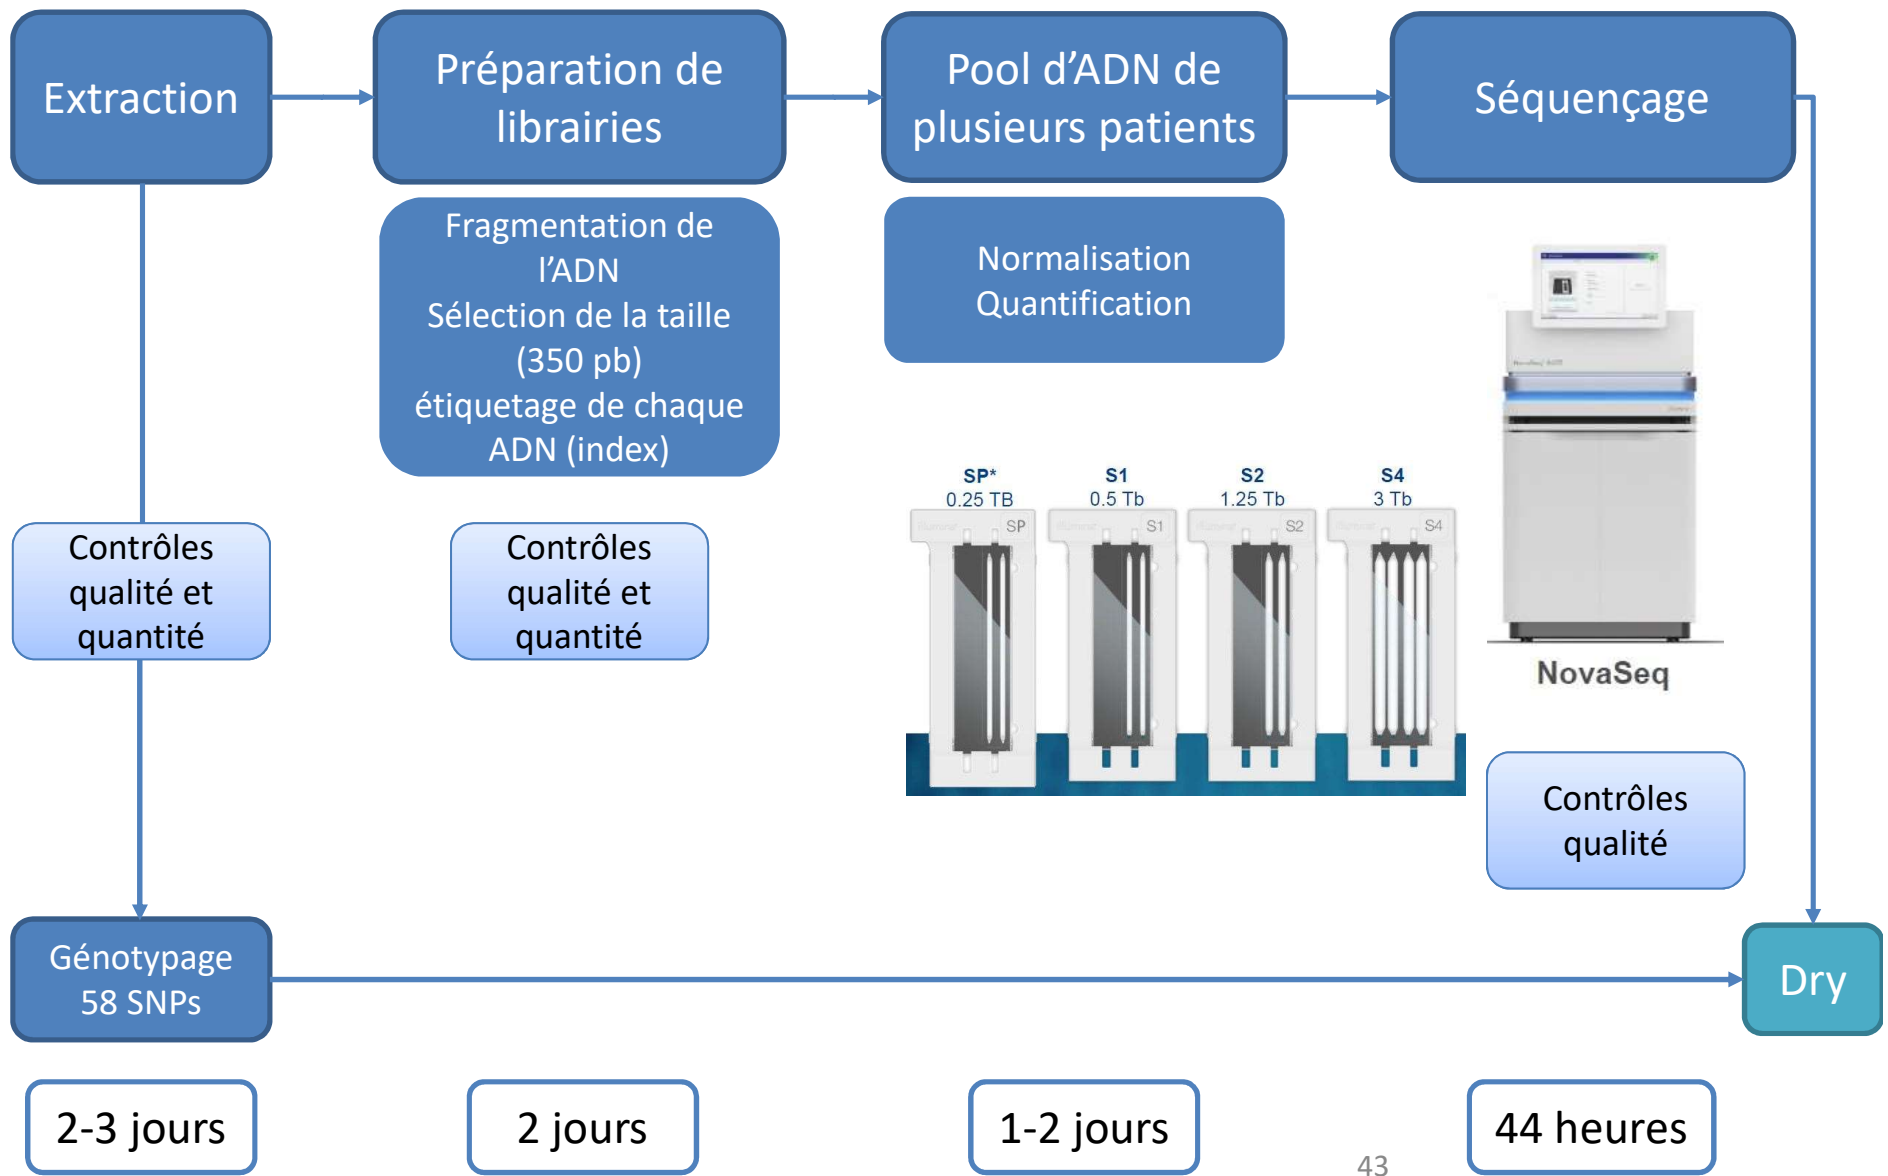 Extraction
Préparation de
librairies
Pool d’ADN de
plusieurs patients
Séquençage
Fragmentation de
l’ADN
Sélection de la taille
(350 pb)
étiquetage de chaque
ADN (index)
Normalisation
Quantification
SP*
0.25 TB
S1
0.5 Tb
S2
1.25 Tb
S4
3 Tb
SP
S1
S2
S4
NovaSeq
Contrôles
qualité et
quantité
Contrôles
qualité et
quantité
Contrôles
qualité
Génotypage
58 SNPs
Dry
2-3 jours
2 jours
1-2 jours
44 heures
43